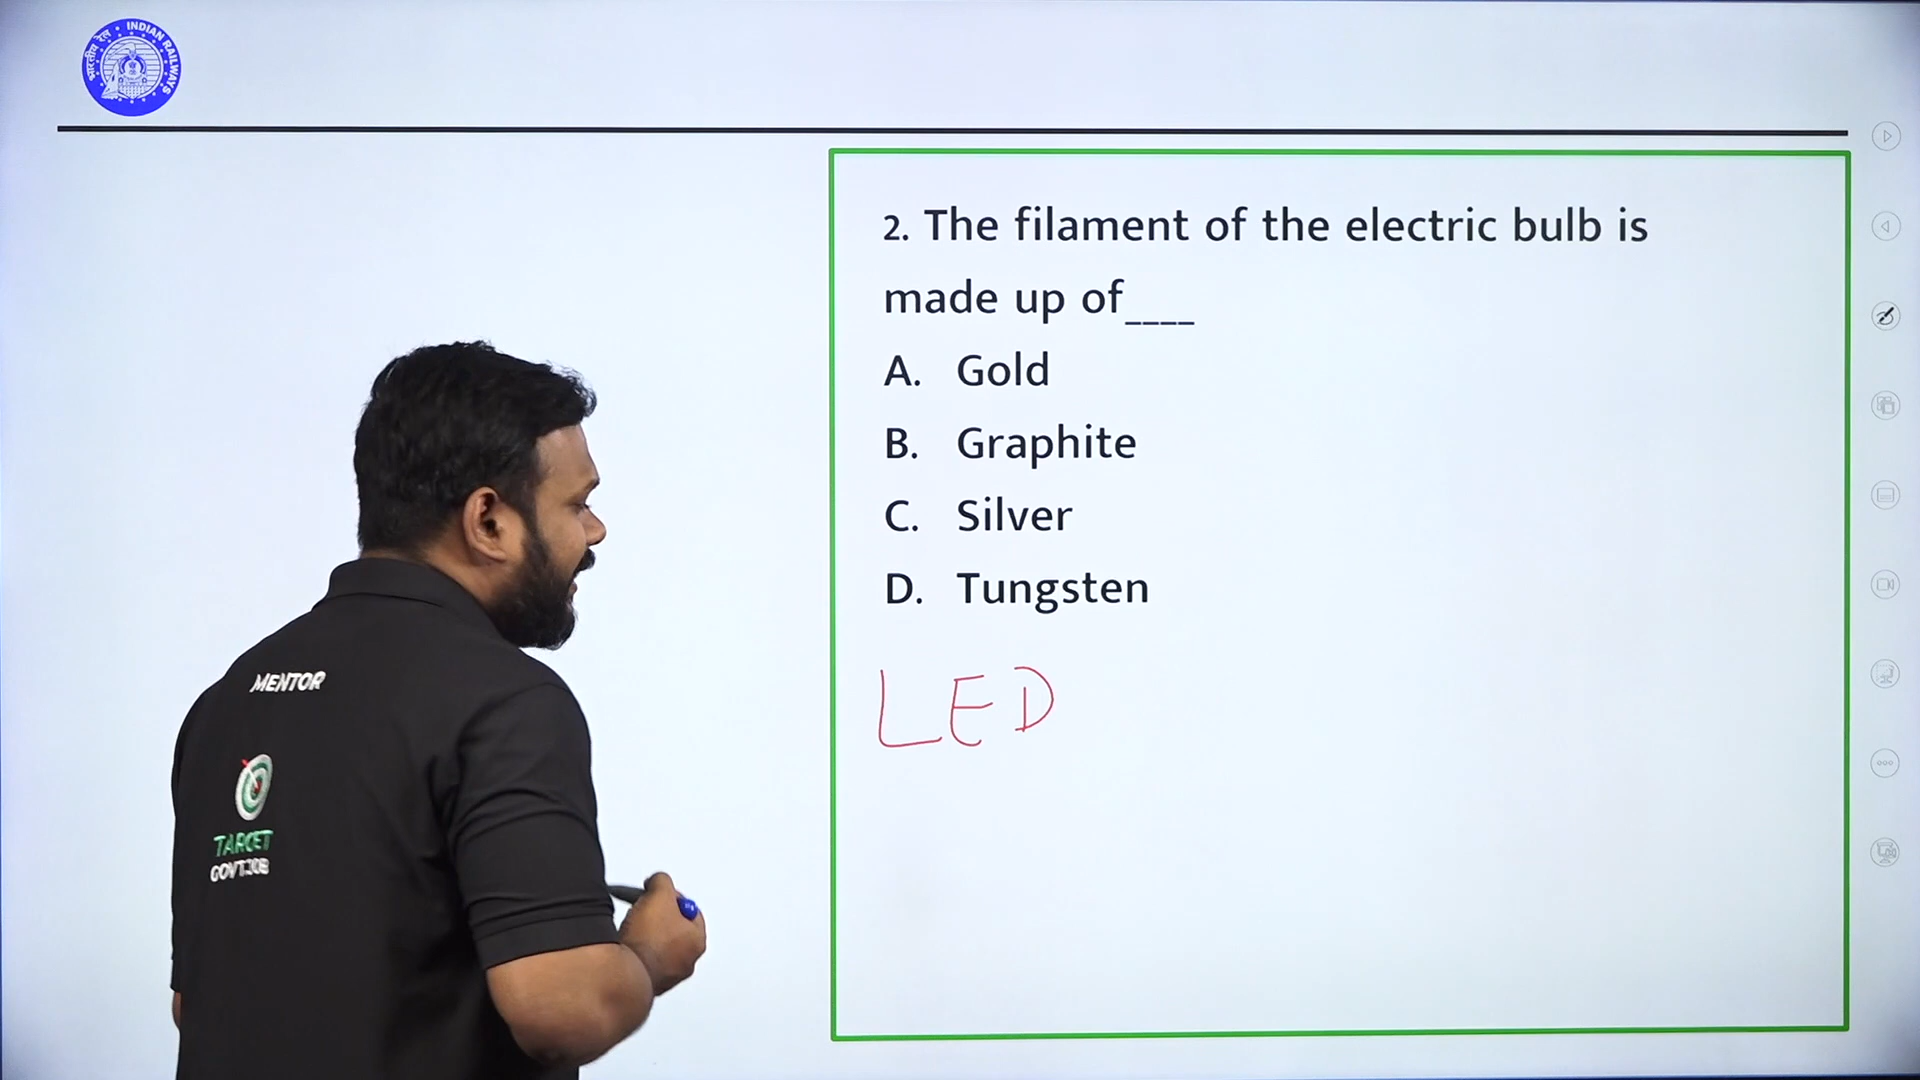 भारतीय रेल
INDIAN RAILWAYS
2. The filament of the electric bulb is
made up of____
A. Gold
B. Graphite
C. Silver
D. Tungsten
LED
MENTOR
TARGET
GOVT.JOB